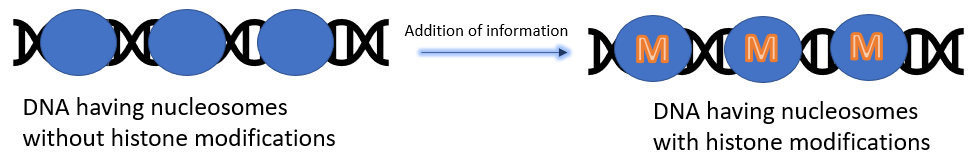 Addition of information
M M M
DNA having nucleosomes
without histone modifications
DNA having nucleosomes
with histone modifications